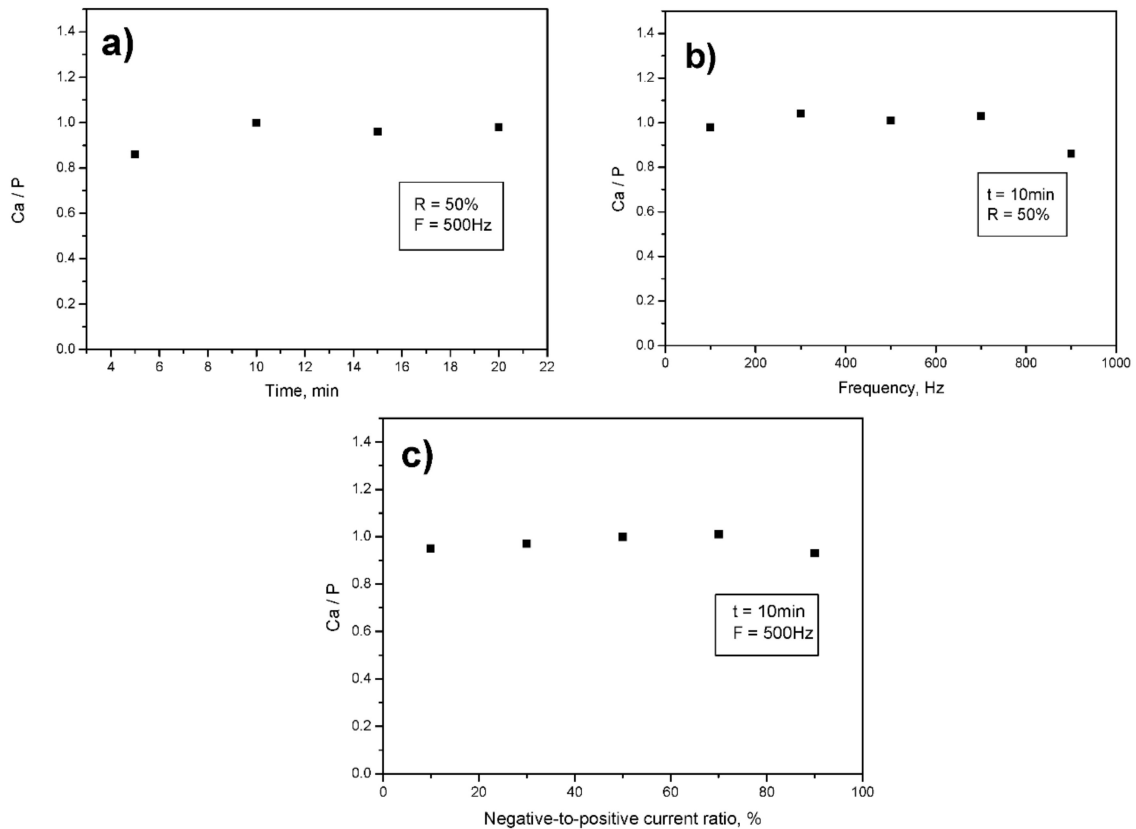 a)
Ca / P
1.4
1.2
1.0
0.8
0.6
0.4
0.2
0.0
R = 50%
F = 500Hz
4 6 8 10 12 14 16 18 20 22
Time, min
b)
Ca / P
1.4
1.2
1.0
0.8
0.6
0.4
0.2
0.0
t = 10min
R = 50%
0 200 400 600 800 1000
Frequency, Hz
c)
Ca / P
1.4
1.2
1.0
0.8
0.6
0.4
0.2
0.0
t = 10min
F = 500Hz
0 20 40 60 80 100
Negative-to-positive current ratio, %